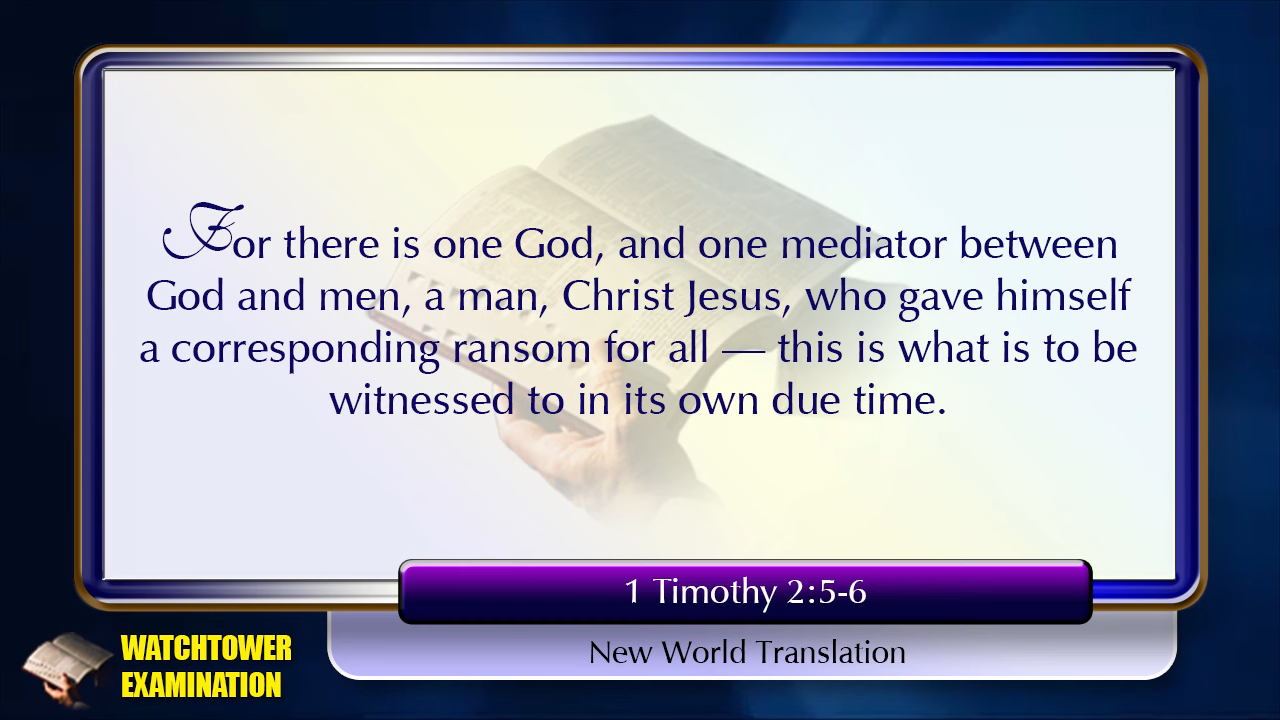 For there is one God, and one mediator between
God and men, a man, Christ Jesus, who gave himself
a corresponding ransom for all — this is what is to be
witnessed to in its own due time.
1 Timothy 2:5-6
New World Translation
WATCHTOWER
EXAMINATION